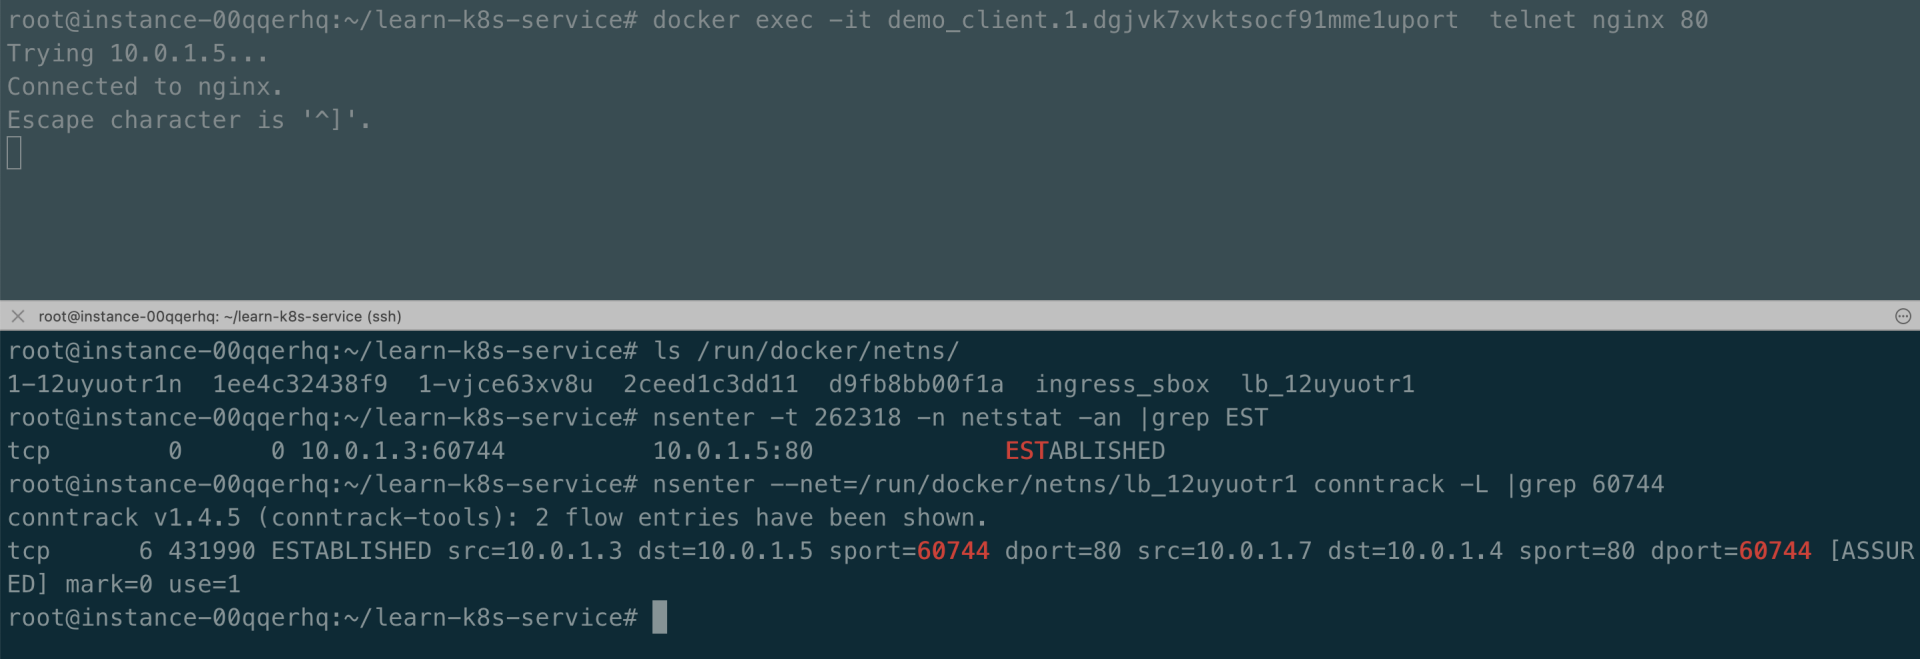 root@instance-00qqerhq:~/learn-k8s-service# docker exec -it demo_client.1.dgjvk7xvktsocf91mme1uport  telnet nginx 80
Trying 10.0.1.5...
Connected to nginx.
Escape character is '^]'.
root@instance-00qqerhq: ~/learn-k8s-service (ssh)
root@instance-00qqerhq:~/learn-k8s-service# ls /run/docker/netns/
1-12uyuotr1n  1ee4c32438f9  1-vjce63xv8u  2ceed1c3dd11  d9fb8bb00f1a  ingress_sbox  lb_12uyuotr1
root@instance-00qqerhq:~/learn-k8s-service# nsenter -t 262318 -n netstat -an |grep EST
tcp        0      0 10.0.1.3:60744          10.0.1.5:80             ESTABLISHED
root@instance-00qqerhq:~/learn-k8s-service# nsenter --net=/run/docker/netns/lb_12uyuotr1 conntrack -L |grep 60744
conntrack v1.4.5 (conntrack-tools): 2 flow entries have been shown.
tcp      6 431990 ESTABLISHED src=10.0.1.3 dst=10.0.1.5 sport=60744 dport=80 src=10.0.1.7 dst=10.0.1.4 sport=80 dport=60744 [ASSUR
ED] mark=0 use=1
root@instance-00qqerhq:~/learn-k8s-service#